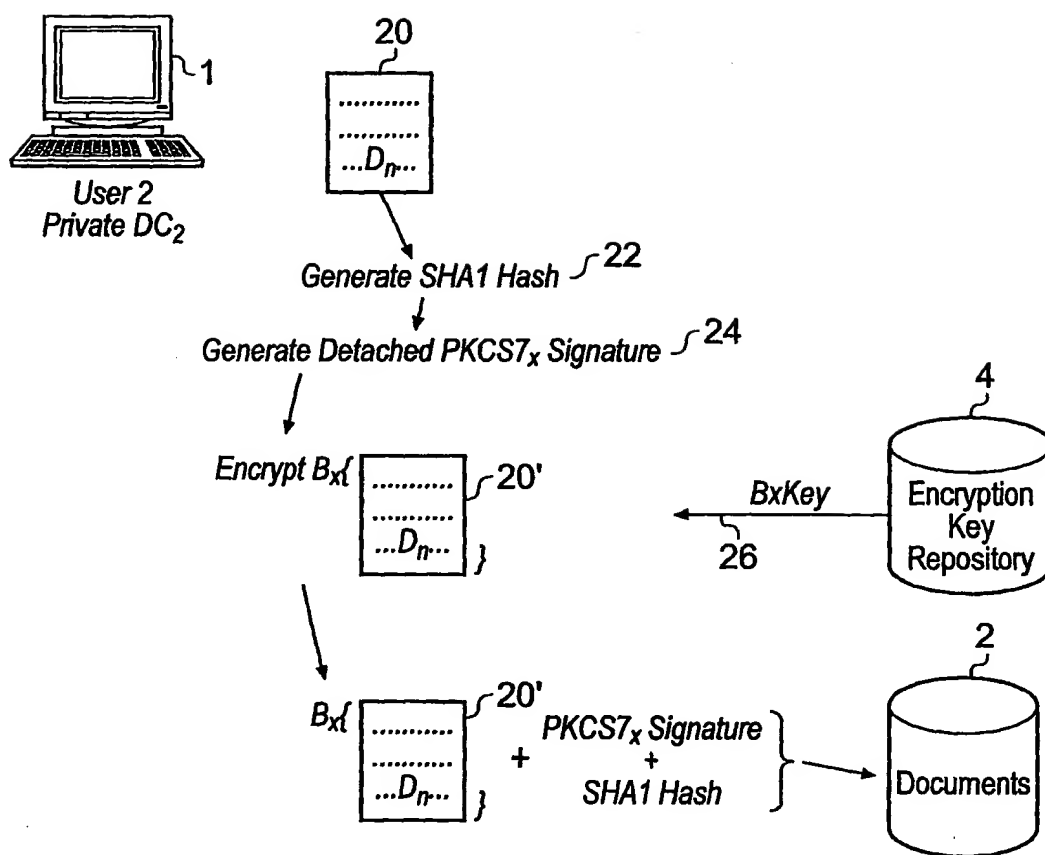 1
User 2
Private DC₂
20
...........
...........
...Dₙ...
Generate SHA1 Hash 22
Generate Detached PKCS7ₓ Signature 24
Encrypt Bₓ{
...........
...........
...Dₙ...
}
20'
BxKey
26
4
Encryption
Key
Repository
Bₓ{
...........
...........
...Dₙ...
}
20'
+
PKCS7ₓ Signature
+
SHA1 Hash
}
2
Documents